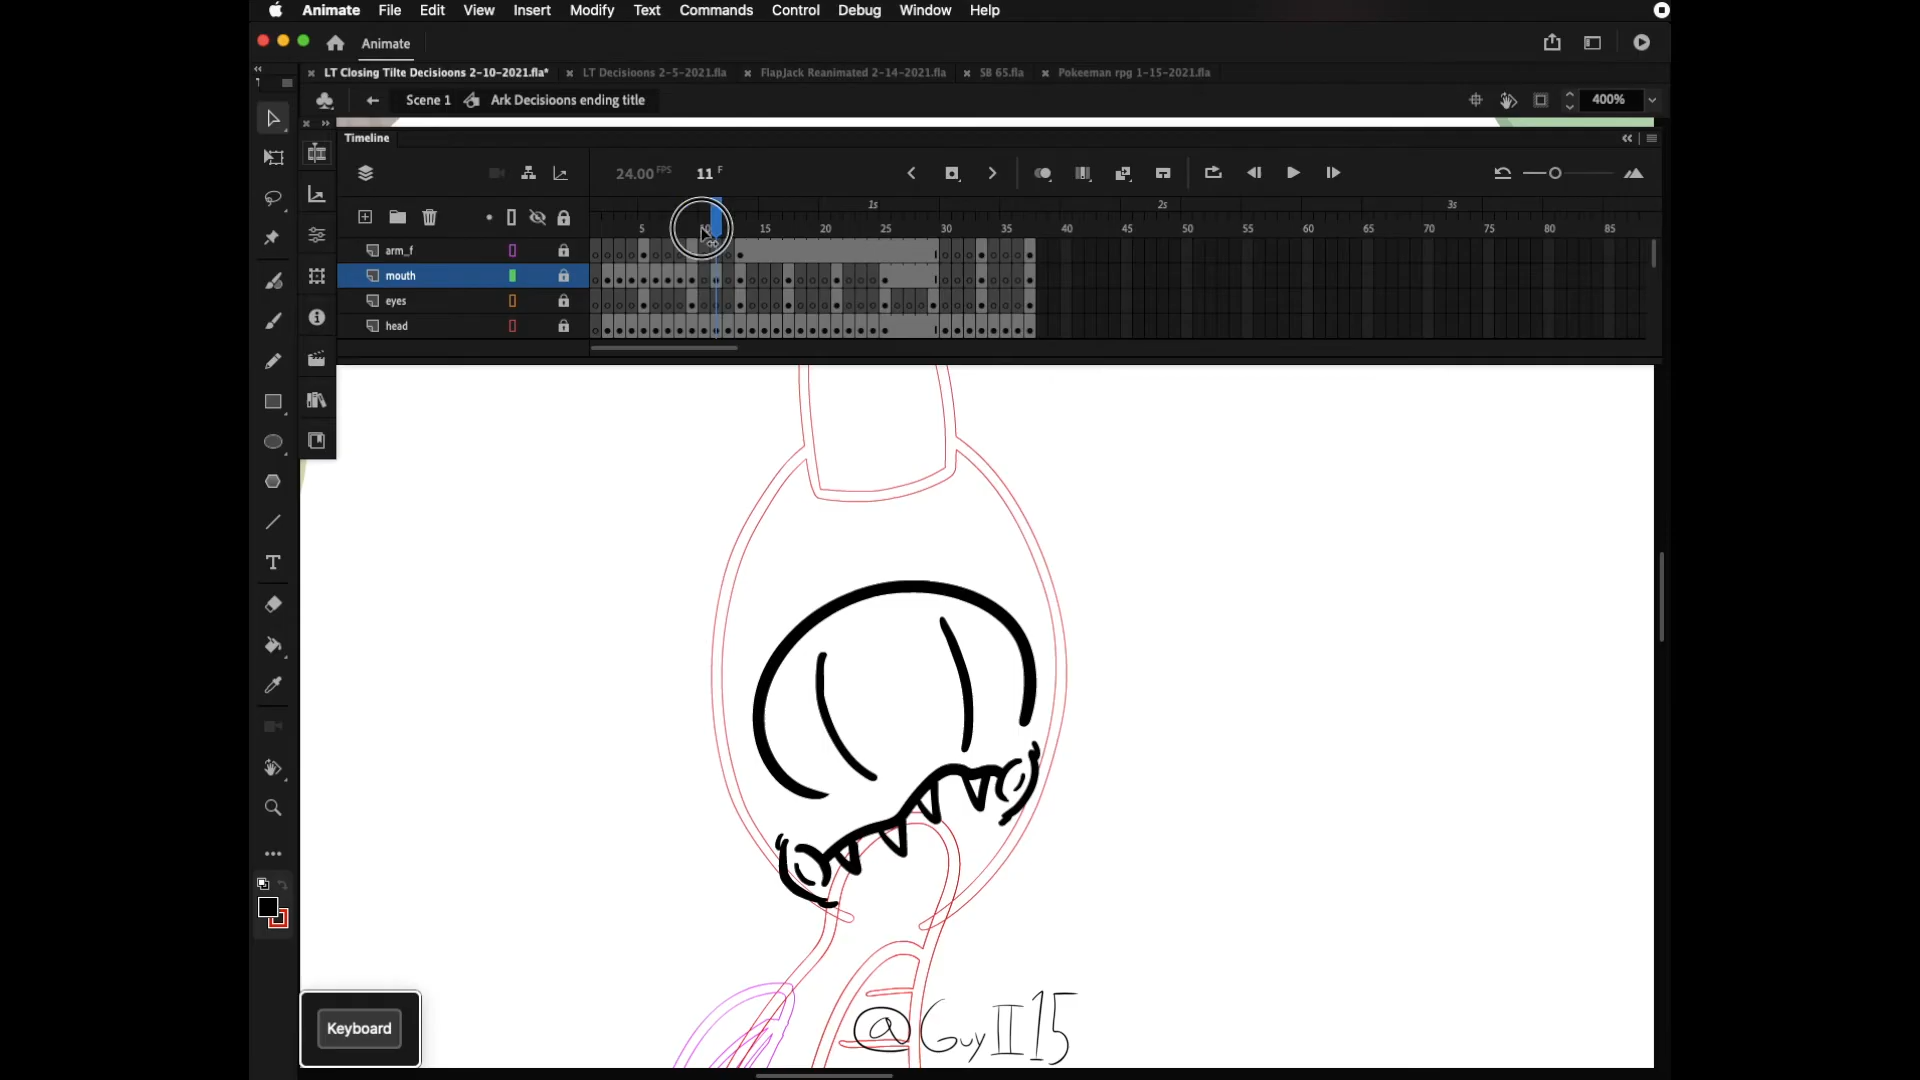 Animate File Edit View Insert Modify Text Commands Control Debug Window Help
Animate
LT Closing Tilte Decisioons 2-10-2021.fla* LT Decisioons 2-5-2021.fla FlapJack Reanimated 2-14-2021.fla SB 65.fla Pokeeman rpg 1-15-2021.fla
Scene 1 Ark Decisioons ending title 400%
Timeline
24.00 FPS 11 F
1s 2s 3s
5 10 15 20 25 30 35 40 45 50 55 60 65 70 75 80 85
arm_f
mouth
eyes
head
@GuyII15
Keyboard